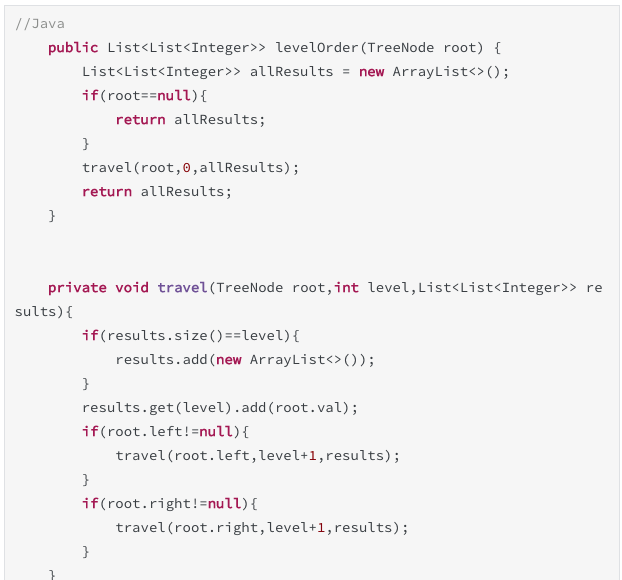 //Java
    public List<List<Integer>> levelOrder(TreeNode root) {
        List<List<Integer>> allResults = new ArrayList<>();
        if(root==null){
            return allResults;
        }
        travel(root,0,allResults);
        return allResults;
    }


    private void travel(TreeNode root,int level,List<List<Integer>> re
sults){
        if(results.size()==level){
            results.add(new ArrayList<>());
        }
        results.get(level).add(root.val);
        if(root.left!=null){
            travel(root.left,level+1,results);
        }
        if(root.right!=null){
            travel(root.right,level+1,results);
        }
    }